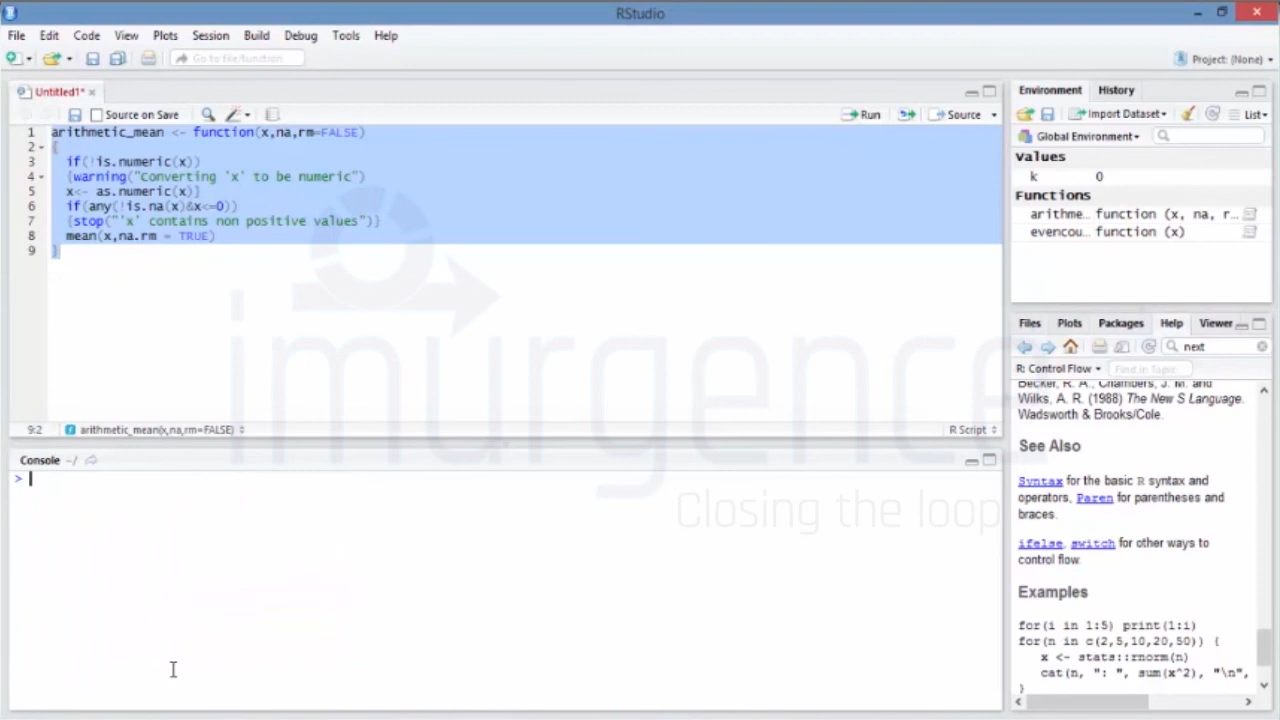 RStudio
File Edit Code View Plots Session Build Debug Tools Help
Go to file/function
Project: (None)
Untitled1*
Source on Save
Run
Source
1 arithmetic_mean <- function(x,na,rm=FALSE)
2 {
3 if(!is.numeric(x))
4 {warning("Converting 'x' to be numeric")
5 x<- as.numeric(x)}
6 if(any(!is.na(x)&x<=0))
7 {stop("'x' contains non positive values")}
8 mean(x,na.rm = TRUE)
9 }
9:2 arithmetic_mean(x,na,rm=FALSE) R Script
Console ~/
>
Environment History
Import Dataset List
Global Environment
Values
k 0
Functions
arithme… function (x, na, r…
evencou… function (x)
Files Plots Packages Help Viewer
next
R: Control Flow Find in Topic
Becker, R. A., Chambers, J. M. and
Wilks, A. R. (1988) The New S Language.
Wadsworth & Brooks/Cole.
See Also
Syntax for the basic R syntax and
operators, Paren for parentheses and
braces.
ifelse, switch for other ways to
control flow.
Examples
for(i in 1:5) print(1:i)
for(n in c(2,5,10,20,50)) {
x <- stats::rnorm(n)
cat(n, ": ", sum(x^2), "\n",
}
imurgence
Closing the loop